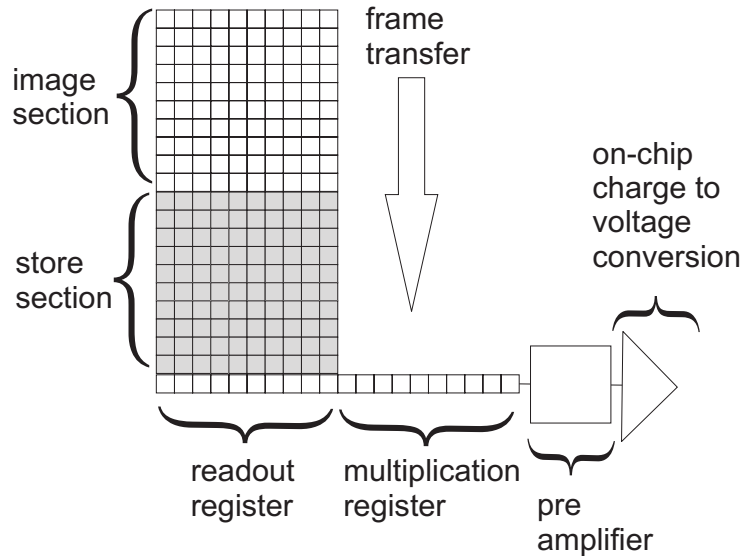 frame
transfer
image
section
on-chip
charge to
voltage
conversion
store
section
readout
register
multiplication
register
pre
amplifier